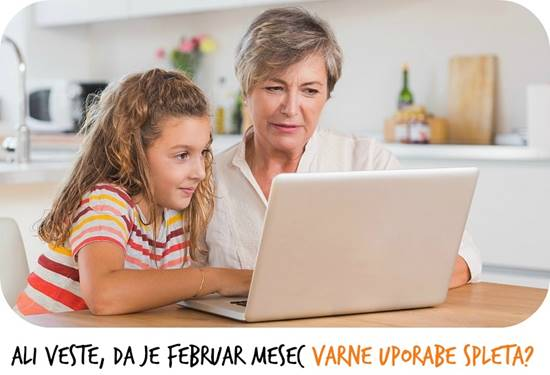 ALI VESTE, DA JE FEBRUAR MESEC VARNE UPORABE SPLETA?